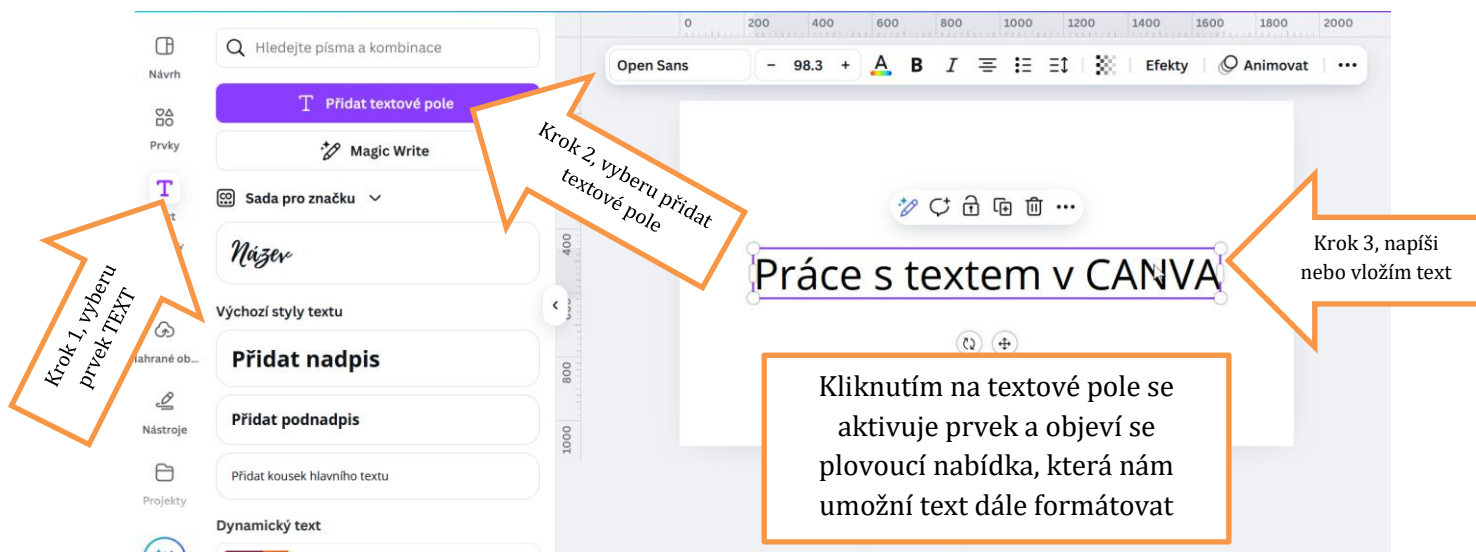 Návrh
Prvky
Nahrané ob...
Nástroje
Projekty
Hledejte písma a kombinace
Přidat textové pole
Magic Write
Sada pro značku
Název
Výchozí styly textu
Přidat nadpis
Přidat podnadpis
Přidat kousek hlavního textu
Dynamický text
Krok 1, vyberu
prvek TEXT
Krok 2, vyberu přidat
textové pole
0 200 400 600 800 1000 1200 1400 1600 1800 2000
Open Sans – 98.3 + A B I Efekty Animovat
400
800
1000
Práce s textem v CANVA
Krok 3, napíši
nebo vložím text
Kliknutím na textové pole se
aktivuje prvek a objeví se
plovoucí nabídka, která nám
umožní text dále formátovat